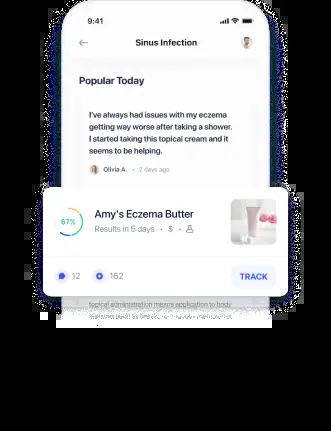 9:41
Sinus Infection
Popular Today
I've always had issues with my eczema
getting way worse after taking a shower.
I started taking this topical cream and it
seems to be helping.
Olivia A. • 2 days ago
67%
Amy's Eczema Butter
Results in 5 days • $ •
12
162
TRACK
topical administration means application to body